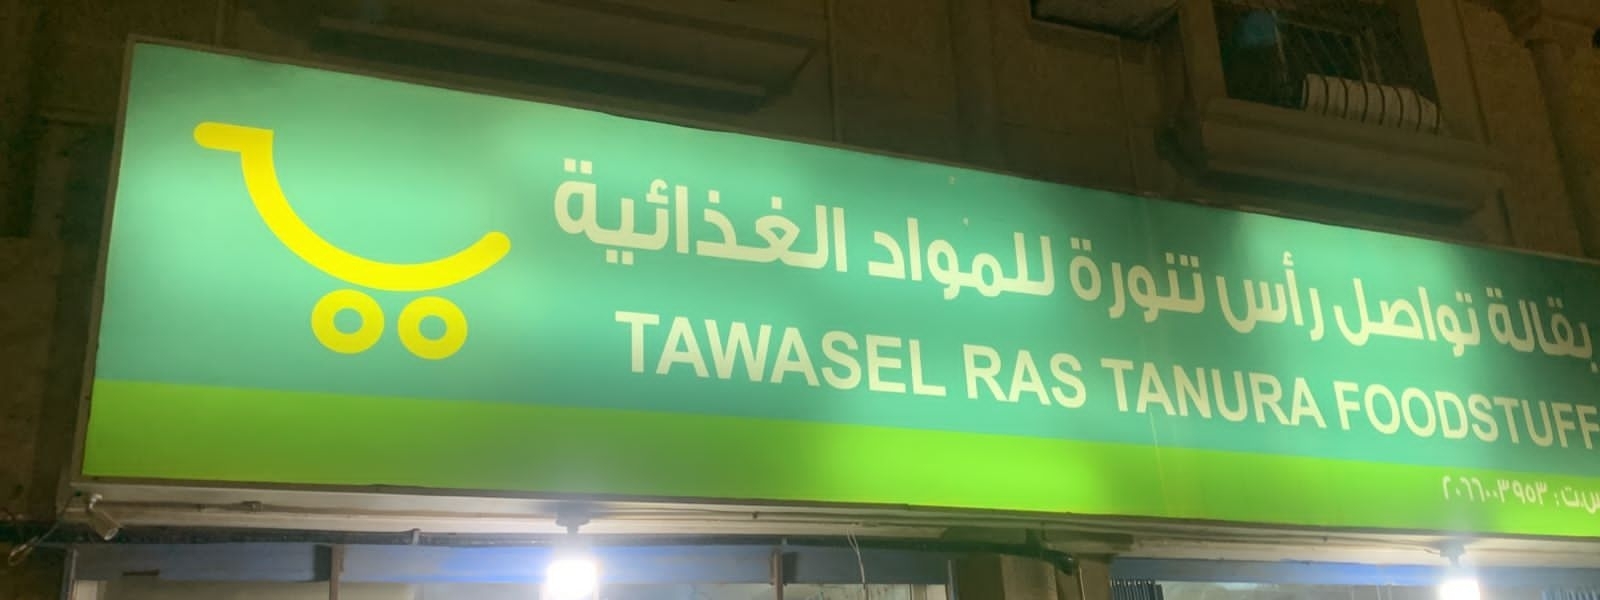 بقالة تواصل رأس تنورة للمواد الغذائية
TAWASEL RAS TANURA FOODSTUFF
س.ت: ٢٠٦٦٠٠٣٩٥٣